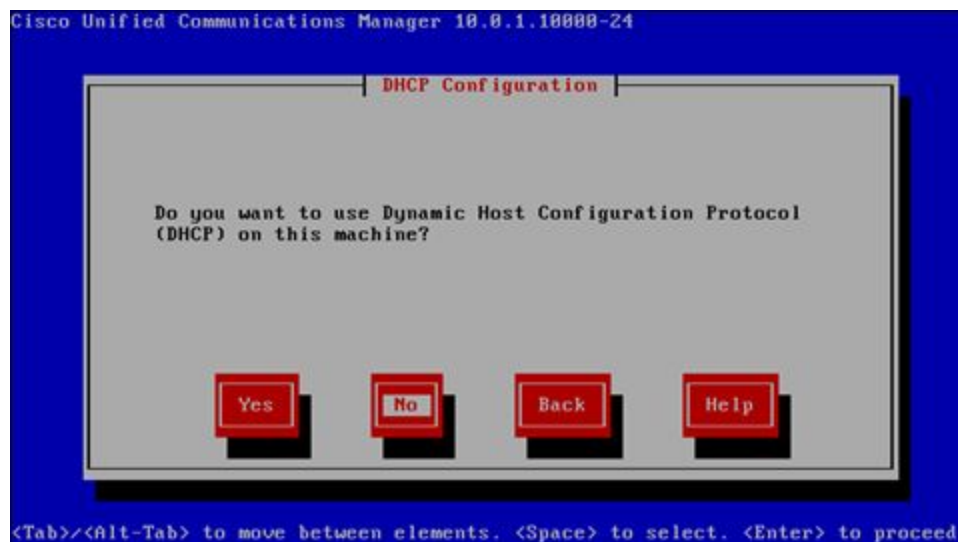 Cisco Unified Communications Manager 10.0.1.10000-24
DHCP Configuration
Do you want to use Dynamic Host Configuration Protocol
(DHCP) on this machine?
Yes No Back Help
<Tab>/<Alt-Tab> to move between elements. <Space> to select. <Enter> to proceed